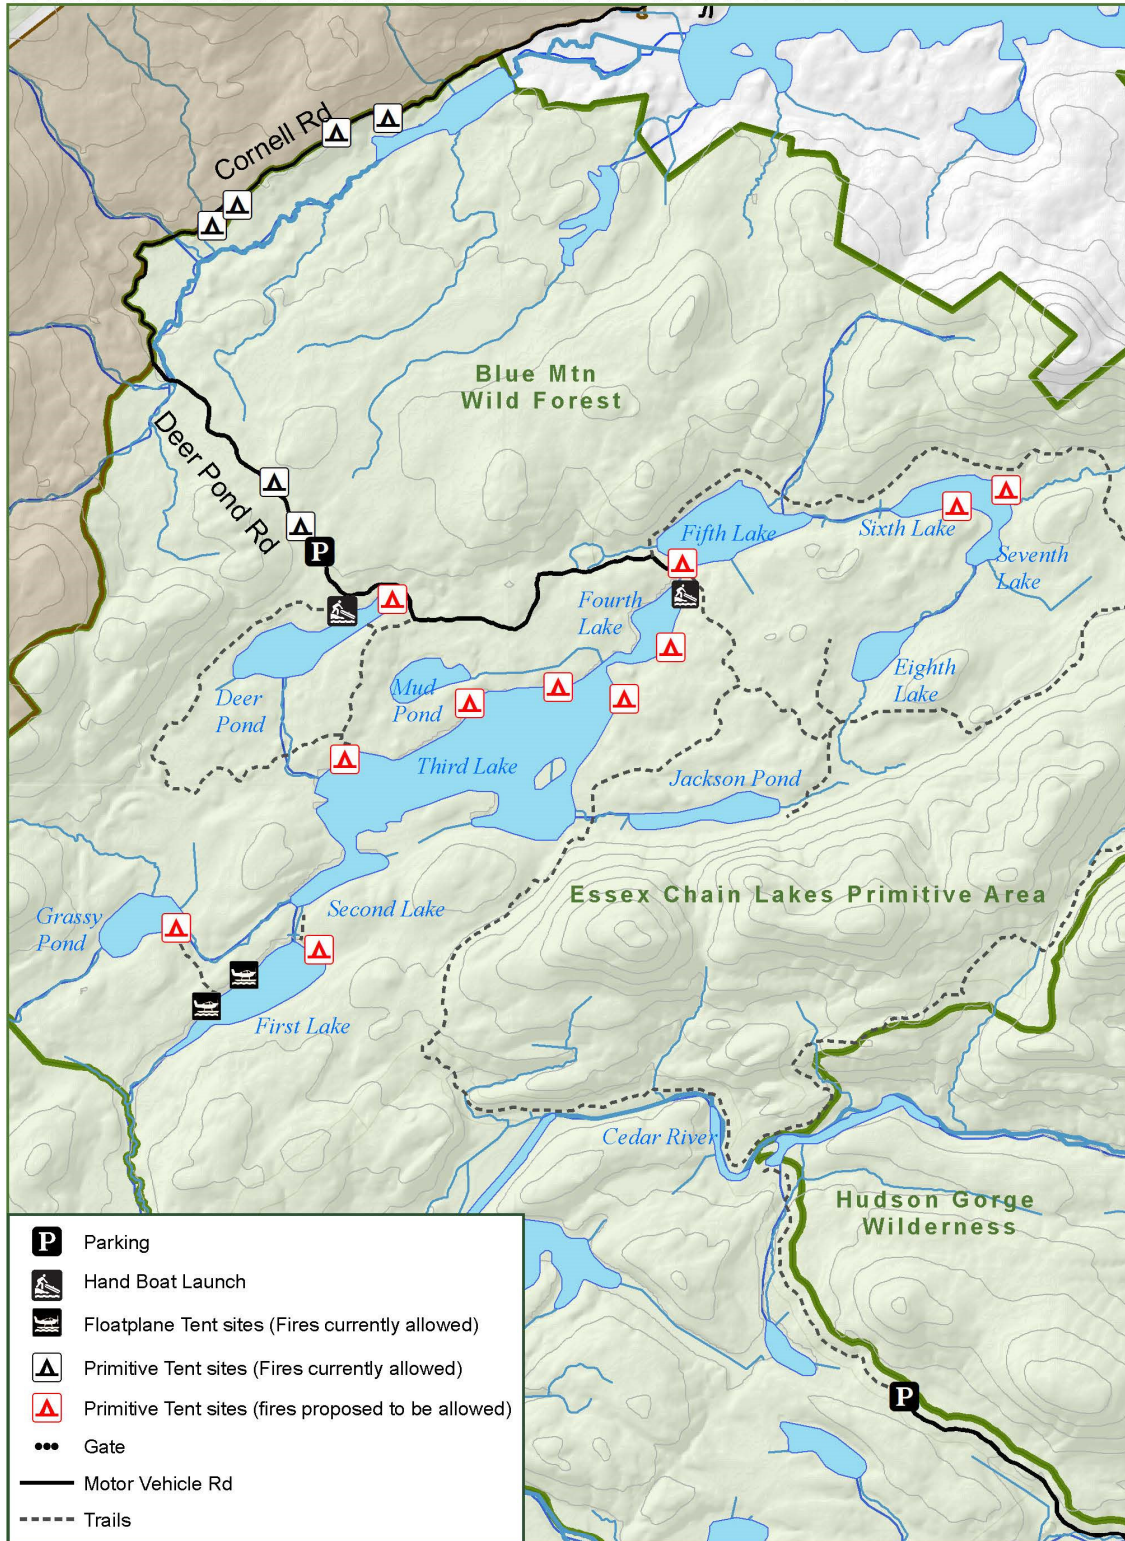 Cornell Rd
Blue Mtn
Wild Forest
Deer Pond Rd
P
Fifth Lake
Sixth Lake
Seventh
Lake
Fourth
Lake
Eighth
Lake
Deer
Pond
Mud
Pond
Third Lake
Jackson Pond
Essex Chain Lakes Primitive Area
Second Lake
Grassy
Pond
First Lake
Cedar River
Hudson Gorge
Wilderness
P
P Parking
Hand Boat Launch
Floatplane Tent sites (Fires currently allowed)
Primitive Tent sites (Fires currently allowed)
Primitive Tent sites (fires proposed to be allowed)
Gate
Motor Vehicle Rd
Trails